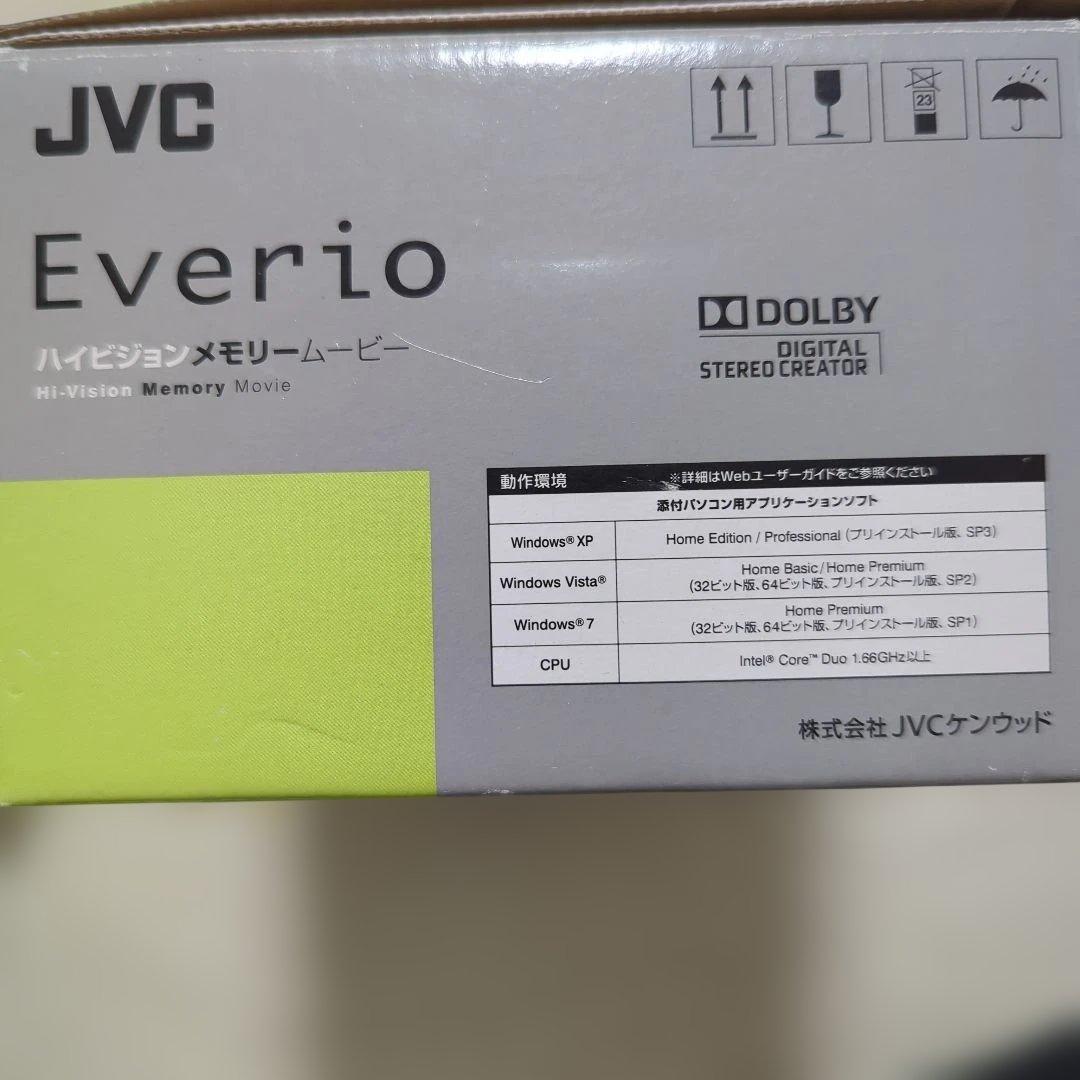 JVC
23
Everio
ハイビジョンメモリームービー
Hi-Vision Memory Movie
DOLBY
DIGITAL
STEREO CREATOR
動作環境 ※詳細はWebユーザーガイドをご参照ください
添付パソコン用アプリケーションソフト
Windows® XP Home Edition / Professional (プリインストール版、SP3)
Windows Vista® Home Basic/Home Premium
(32ビット版、64ビット版、プリインストール版、SP2)
Windows® 7 Home Premium
(32ビット版、64ビット版、プリインストール版、SP1)
CPU Intel® Core™ Duo 1.66GHz以上
株式会社 JVCケンウッド